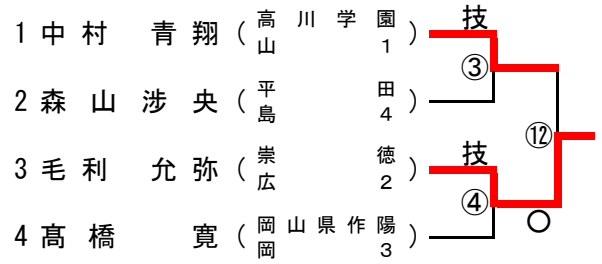 1 中村 青翔 (高川学園 山1) 技
③
2 森山渉央 (平田 島4)
⑫
3 毛利 允弥 (崇徳 広2) 技
④
○
4 髙橋 寛 (岡山県作陽 岡3)